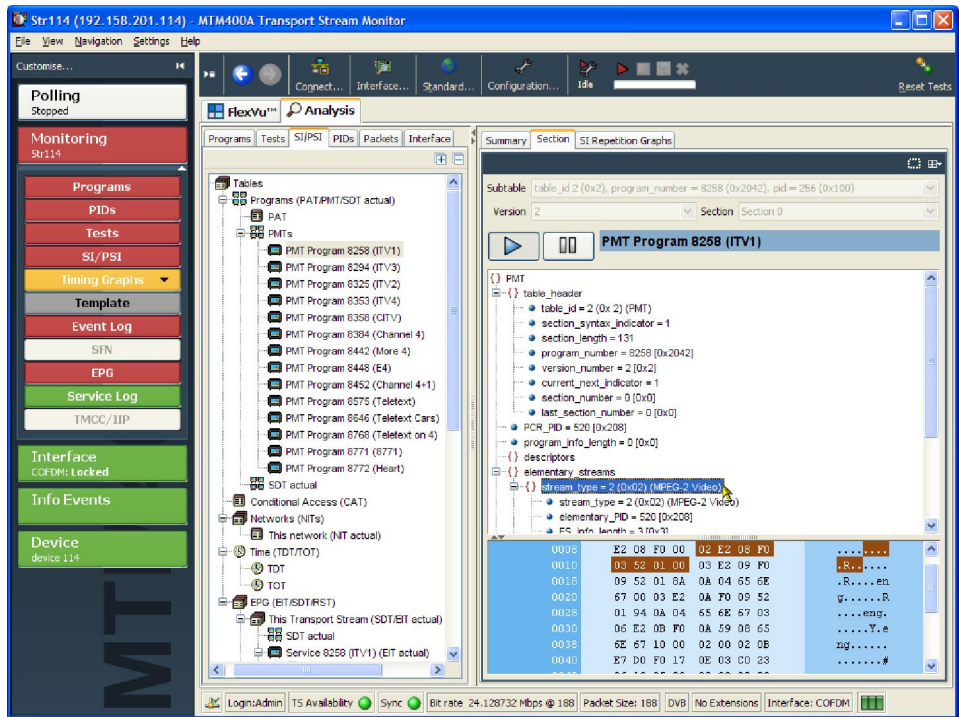 Str114 (192.158.201.114) - MTM400A Transport Stream Monitor
File View Navigation Settings Help
Customise...
Polling
Stopped
Monitoring
Str114
Programs
PIDs
Tests
SI/PSI
Timing Graphs
Template
Event Log
SFN
EPG
Service Log
TMCC/IIP
Interface
COFDM: Locked
Info Events
Device
device 114
Connect... Interface... Standard... Configuration... Idle Reset Tests
FlexVu™ Analysis
Programs Tests SI/PSI PIDs Packets Interface
Tables
Programs (PAT/PMT/SDT actual)
PAT
PMTs
PMT Program 8258 (ITV1)
PMT Program 8294 (ITV3)
PMT Program 8325 (ITV2)
PMT Program 8353 (ITV4)
PMT Program 8358 (CITV)
PMT Program 8384 (Channel 4)
PMT Program 8442 (More 4)
PMT Program 8448 (E4)
PMT Program 8452 (Channel 4+1)
PMT Program 8575 (Teletext)
PMT Program 8646 (Teletext Cars)
PMT Program 8768 (Teletext on 4)
PMT Program 8771 (8771)
PMT Program 8772 (Heart)
SDT actual
Conditional Access (CAT)
Networks (NITs)
This network (NIT actual)
Time (TDT/TOT)
TDT
TOT
EPG (EIT/SDT/RST)
This Transport Stream (SDT/EIT actual)
SDT actual
Service 8258 (ITV1) (EIT actual)
Summary Section SI Repetition Graphs
Subtable table_id 2 (0x2), program_number = 8258 (0x2042), pid = 256 (0x100)
Version 2 Section Section 0
PMT Program 8258 (ITV1)
{} PMT
{} table_header
table_id = 2 (0x 2) (PMT)
section_syntax_indicator = 1
section_length = 131
program_number = 8258 [0x2042]
version_number = 2 [0x2]
current_next_indicator = 1
section_number = 0 [0x0]
last_section_number = 0 [0x0]
PCR_PID = 520 [0x208]
program_info_length = 0 [0x0]
{} descriptors
{} elementary_streams
{} stream_type = 2 (0x02) (MPEG-2 Video)
stream_type = 2 (0x02) (MPEG-2 Video)
elementary_PID = 520 [0x208]
ES_info_length = 3 [0x3]
0008 E2 08 F0 00 02 E2 08 F0 ........
0010 03 52 01 00 03 E2 09 F0 .R......
0018 09 52 01 8A 0A 04 65 6E .R....en
0020 67 00 03 E2 0A F0 09 52 g......R
0028 01 94 0A 04 65 6E 67 03 ....eng.
0030 06 E2 0B F0 0A 59 08 65 .....Y.e
0038 6E 67 10 00 02 00 02 0B ng......
0040 E7 D0 F0 17 0E 03 C0 23 .......#
MTM
Login:Admin TS Availability Sync Bit rate 24.128732 Mbps @ 188 Packet Size: 188 DVB No Extensions Interface: COFDM